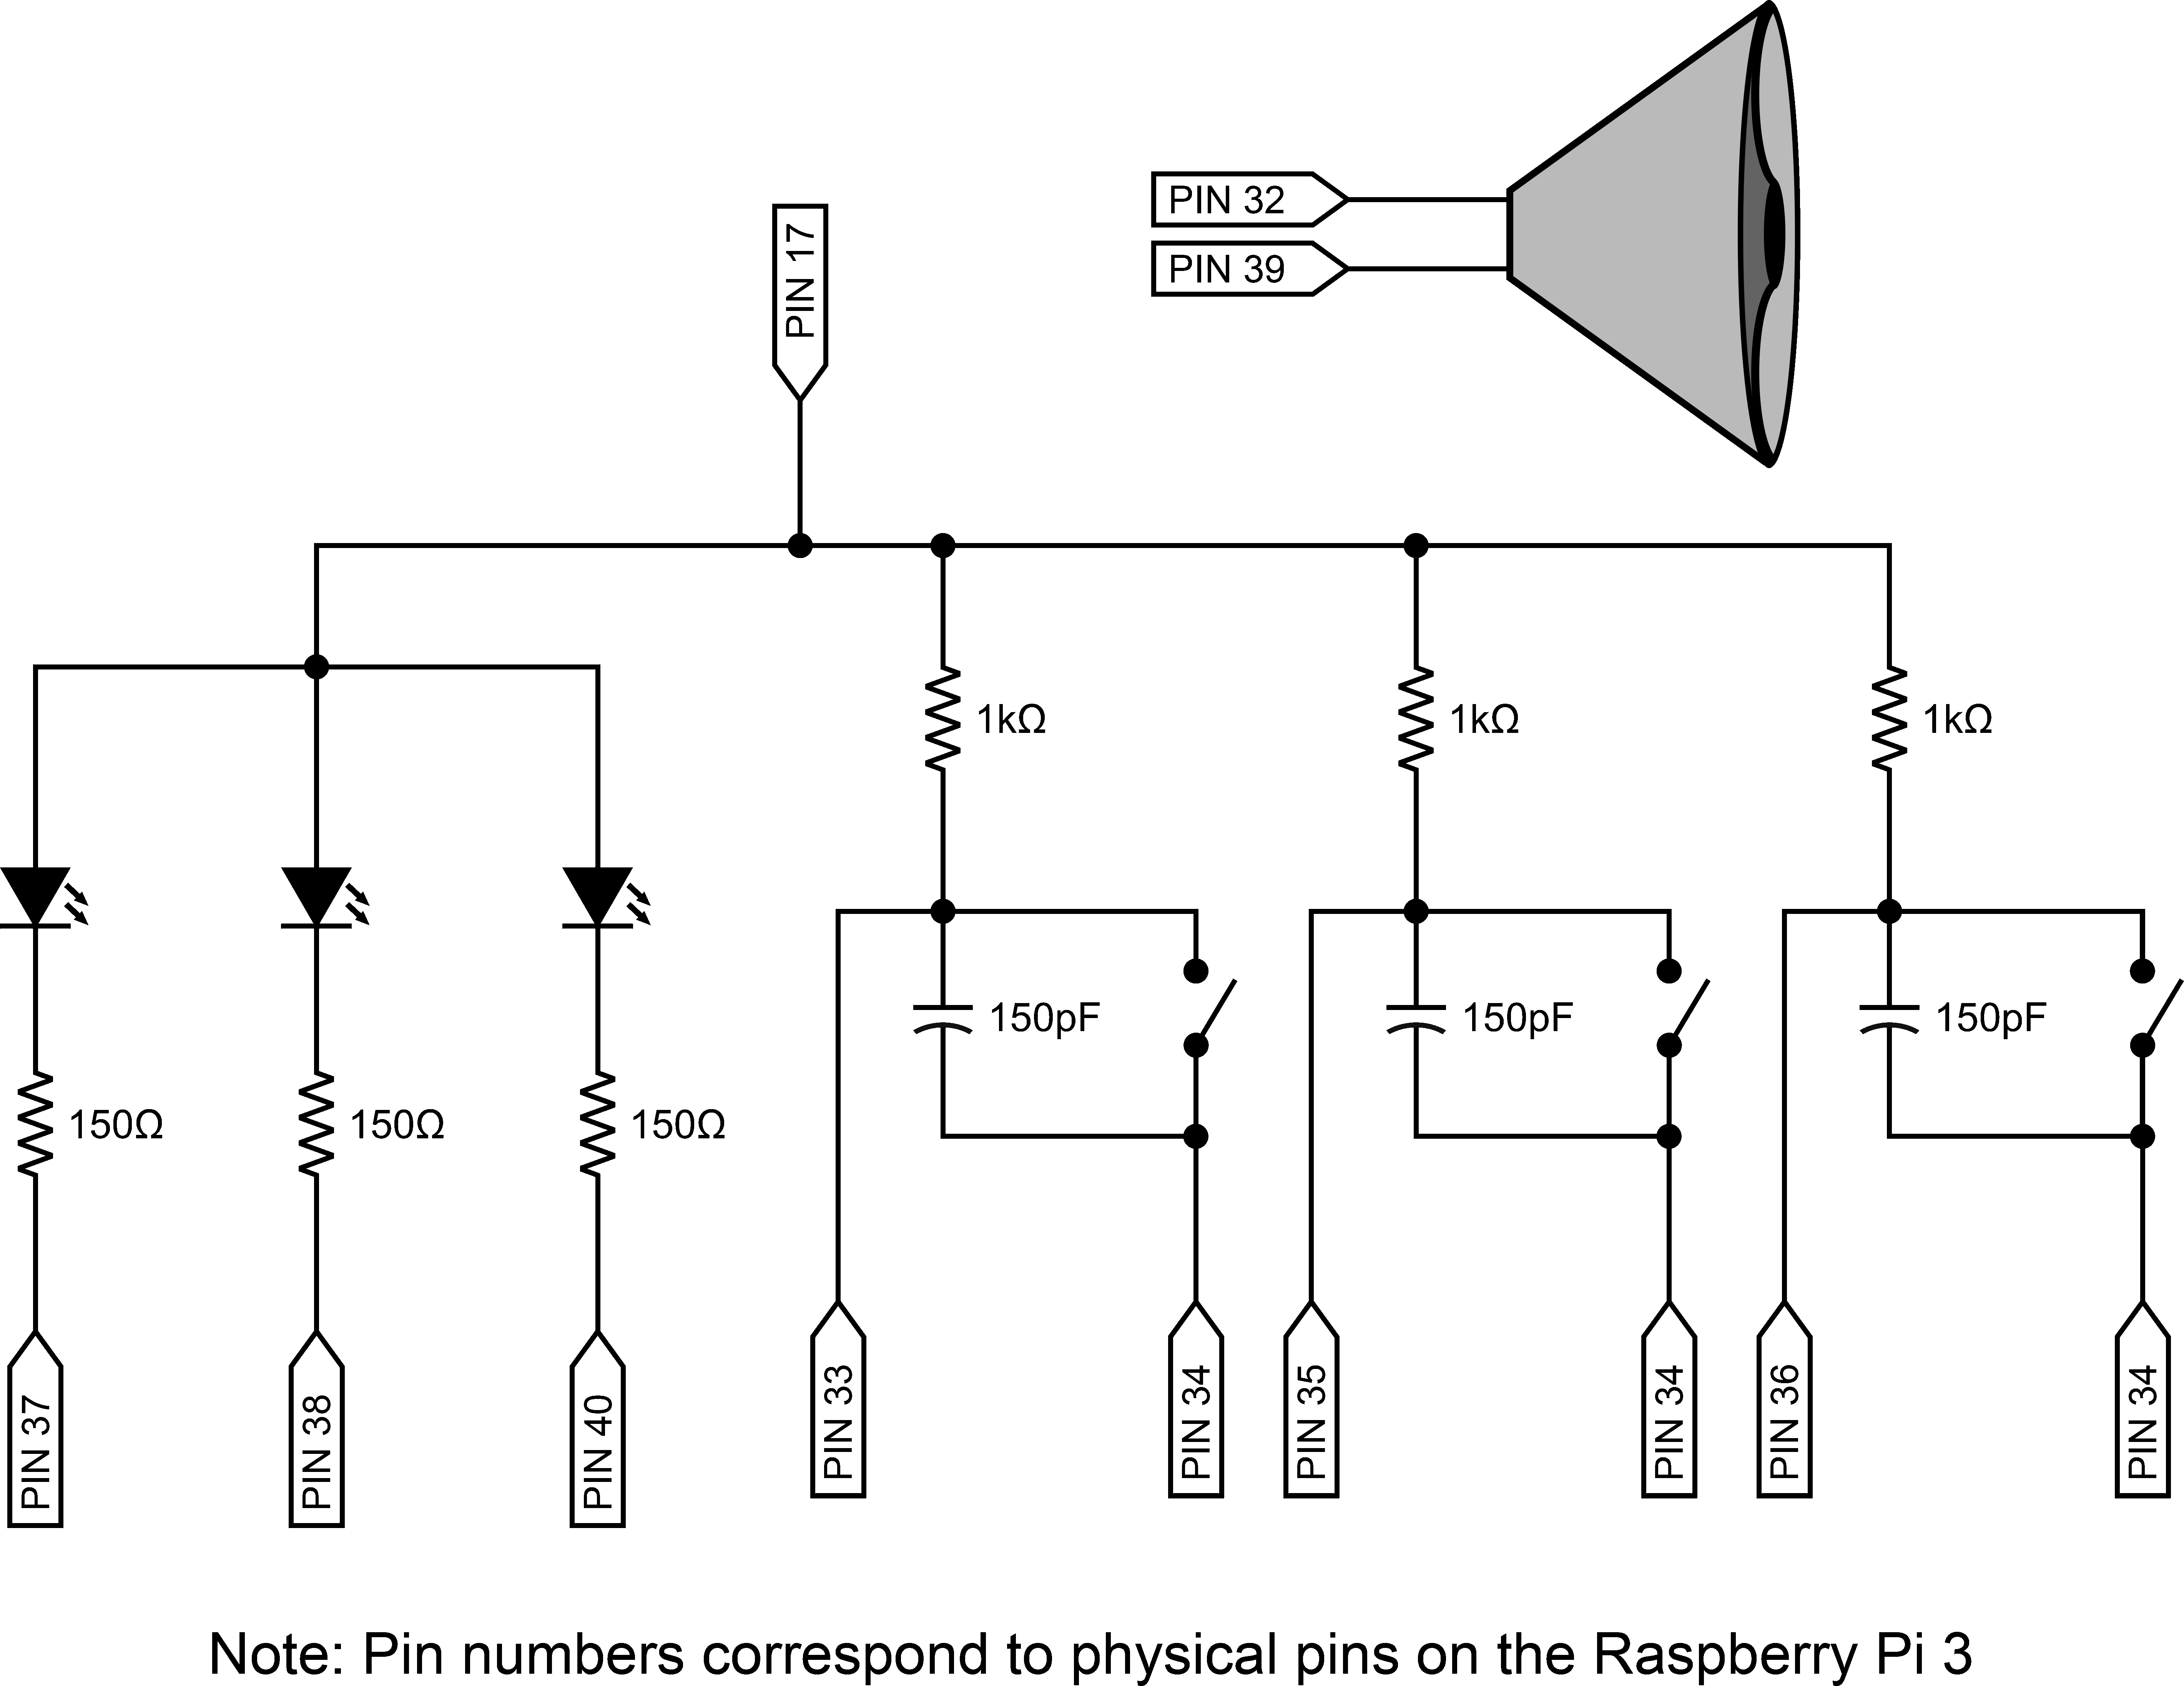 PIN 32
PIN 17
PIN 39
1kΩ
1kΩ
1kΩ
150pF
150pF
150pF
150Ω
150Ω
150Ω
PIN 37
PIN 38
PIN 40
PIN 33
PIN 34
PIN 35
PIN 34
PIN 36
PIN 34
Note: Pin numbers correspond to physical pins on the Raspberry Pi 3